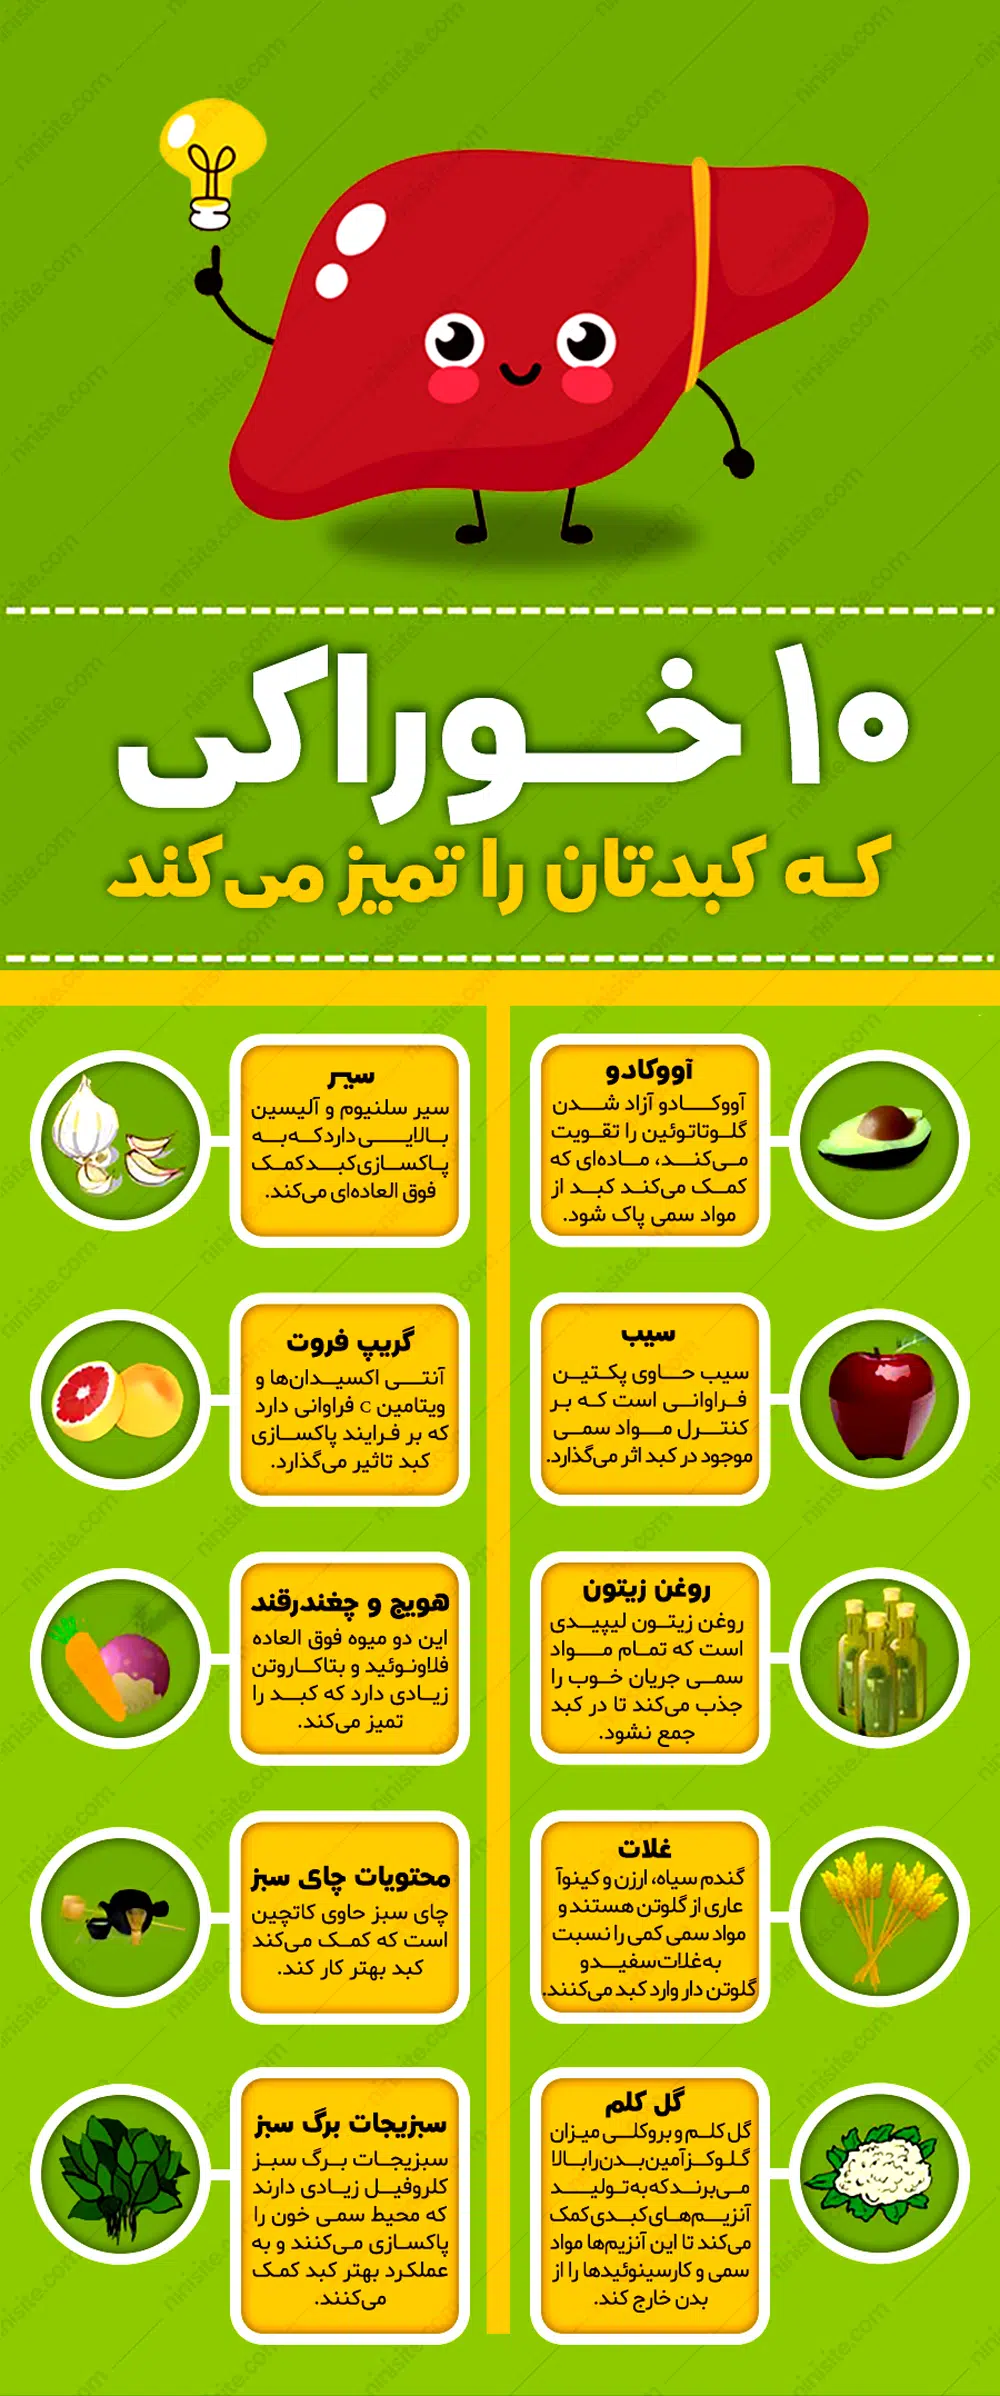 ۱۰ خوراکی
که کبدتان را تمیز می‌کند
آووکادو
آووکادو آزاد شدن
گلوتاتوئین را تقویت
می‌کند، ماده‌ای که
کمک می‌کند کبد از
مواد سمی پاک شود.
سیر
سیر سلنیوم و آلیسین
بالایی دارد که به
پاکسازی کبد کمک
فوق العاده‌ای می‌کند.
سیب
سیب حاوی پکتین
فراوانی است که بر
کنترل مواد سمی
موجود در کبد اثر می‌گذارد.
گریپ فروت
آنتی اکسیدان‌ها و
ویتامین C فراوانی دارد
که بر فرایند پاکسازی
کبد تاثیر می‌گذارد.
روغن زیتون
روغن زیتون لیپیدی
است که تمام مواد
سمی جریان خوب را
جذب می‌کند تا در کبد
جمع نشود.
هویج و چغندرقند
این دو میوه فوق العاده
فلاونوئید و بتاکاروتن
زیادی دارد که کبد را
تمیز می‌کند.
غلات
گندم سیاه، ارزن و کینوآ
عاری از گلوتن هستند و
مواد سمی کمی را نسبت
به غلات سفید و
گلوتن دار وارد کبد می‌کنند.
محتویات چای سبز
چای سبز حاوی کاتچین
است که کمک می‌کند
کبد بهتر کار کند.
گل کلم
گل کلم و بروکلی میزان
گلوکزآمین بدن را بالا
می‌برند که به تولید
آنزیم‌های کبدی کمک
می‌کند تا این آنزیم‌ها مواد
سمی و کارسینوئیدها را از
بدن خارج کند.
سبزیجات برگ سبز
سبزیجات برگ سبز
کلروفیل زیادی دارند
که محیط سمی خون را
پاکسازی می‌کنند و به
عملکرد بهتر کبد کمک
می‌کنند.
ninisite.com